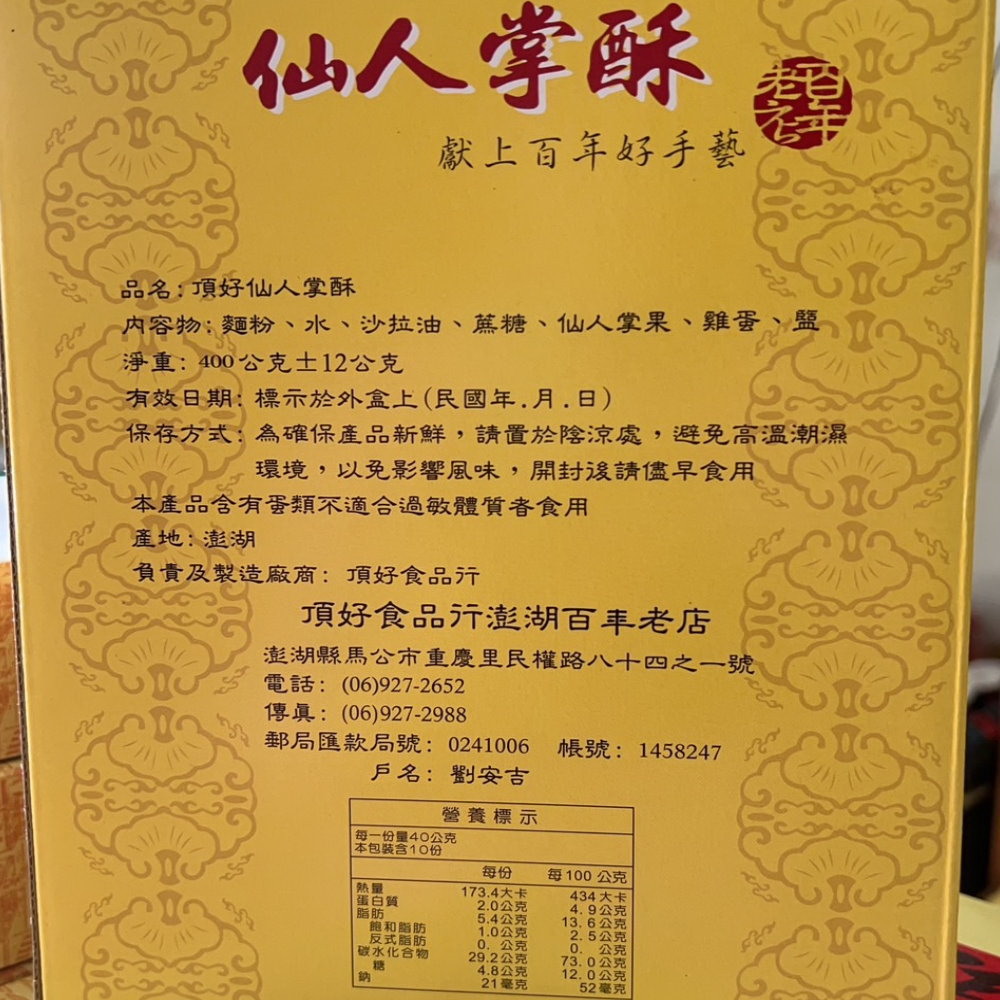 仙人掌酥
百年老店
獻上百年好手藝
品名：頂好仙人掌酥
內容物：麵粉、水、沙拉油、蔗糖、仙人掌果、雞蛋、鹽
淨重：400公克±12公克
有效日期：標示於外盒上(民國年.月.日)
保存方式：為確保產品新鮮，請置於陰涼處，避免高溫潮濕
環境，以免影響風味，開封後請儘早食用
本產品含有蛋類不適合過敏體質者食用
產地：澎湖
負責及製造廠商：頂好食品行
頂好食品行澎湖百年老店
澎湖縣馬公市重慶里民權路八十四之一號
電話：(06)927-2652
傳真：(06)927-2988
郵局匯款局號：0241006 帳號：1458247
戶名：劉安吉
營養標示
每一份量40公克
本包裝含10份
每份 每100公克
熱量 173.4大卡 434大卡
蛋白質 2.0公克 4.9公克
脂肪 5.4公克 13.6公克
飽和脂肪 1.0公克 2.5公克
反式脂肪 0. 公克 0. 公克
碳水化合物 29.2公克 73.0公克
糖 4.8公克 12.0公克
鈉 21毫克 52毫克